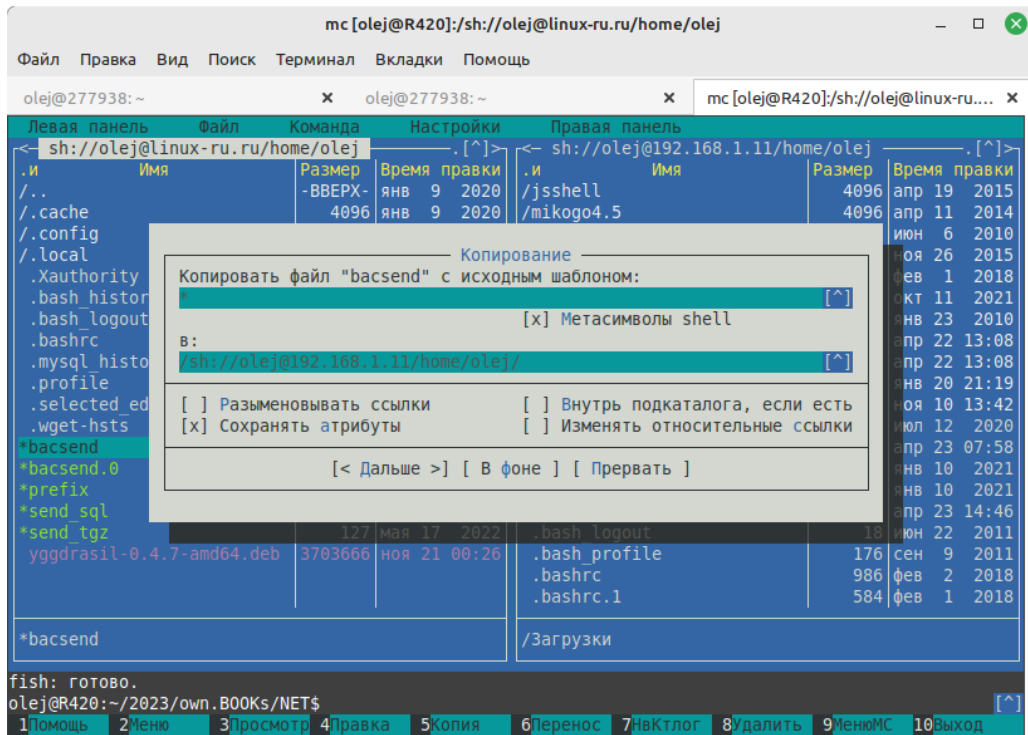 mc [olej@R420]:/sh://olej@linux-ru.ru/home/olej
Файл Правка Вид Поиск Терминал Вкладки Помощь
olej@277938: ~ × olej@277938: ~ × mc [olej@R420]:/sh://olej@linux-ru.… ×
Левая панель Файл Команда Настройки Правая панель
<— sh://olej@linux-ru.ru/home/olej .[^]> <— sh://olej@192.168.1.11/home/olej .[^]>
.и Имя Размер Время правки .и Имя Размер Время правки
/.. -ВВЕРХ- янв 9 2020 /jsshell 4096 апр 19 2015
/.cache 4096 янв 9 2020 /mikogo4.5 4096 апр 11 2014
/.config июн 6 2010
/.local Копирование ноя 26 2015
.Xauthority Копировать файл "bacsend" с исходным шаблоном: фев 1 2018
.bash_histor * [^] окт 11 2021
.bash_logout [x] Метасимволы shell янв 23 2010
.bashrc в: апр 22 13:08
.mysql_histo /sh://olej@192.168.1.11/home/olej/ [^] апр 22 13:08
.profile янв 20 21:19
.selected_ed [ ] Разыменовывать ссылки [ ] Внутрь подкаталога, если есть ноя 10 13:42
.wget-hsts [x] Сохранять атрибуты [ ] Изменять относительные ссылки июл 12 2020
*bacsend апр 23 07:58
*bacsend.0 [< Дальше >] [ В фоне ] [ Прервать ] янв 10 2021
*prefix янв 10 2021
*send_sql апр 23 14:46
*send_tgz 127 мая 17 2022 .bash_logout 18 июн 22 2011
yggdrasil-0.4.7-amd64.deb 3703666 ноя 21 00:26 .bash_profile 176 сен 9 2011
.bashrc 986 фев 2 2018
.bashrc.1 584 фев 1 2018
*bacsend /Загрузки
fish: готово.
olej@R420:~/2023/own.BOOKs/NET$ [^]
1Помощь 2Меню 3Просмотр 4Правка 5Копия 6Перенос 7НвКтлог 8Удалить 9МенюМС 10Выход